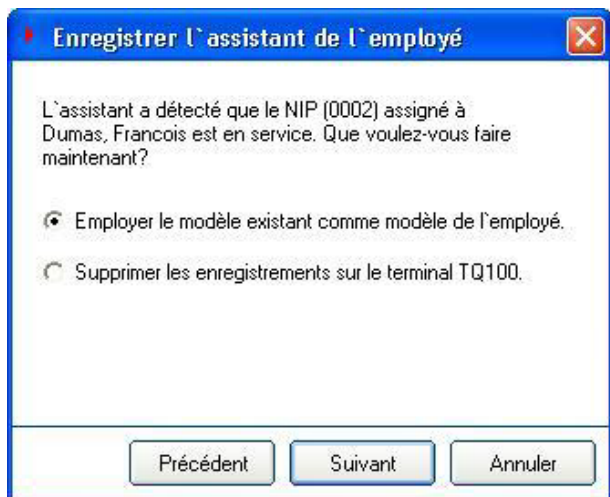 Enregistrer l`assistant de l`employé
L`assistant a détecté que le NIP (0002) assigné à
Dumas, Francois est en service. Que voulez-vous faire
maintenant?
Employer le modèle existant comme modèle de l`employé.
Supprimer les enregistrements sur le terminal TQ100.
Précédent Suivant Annuler